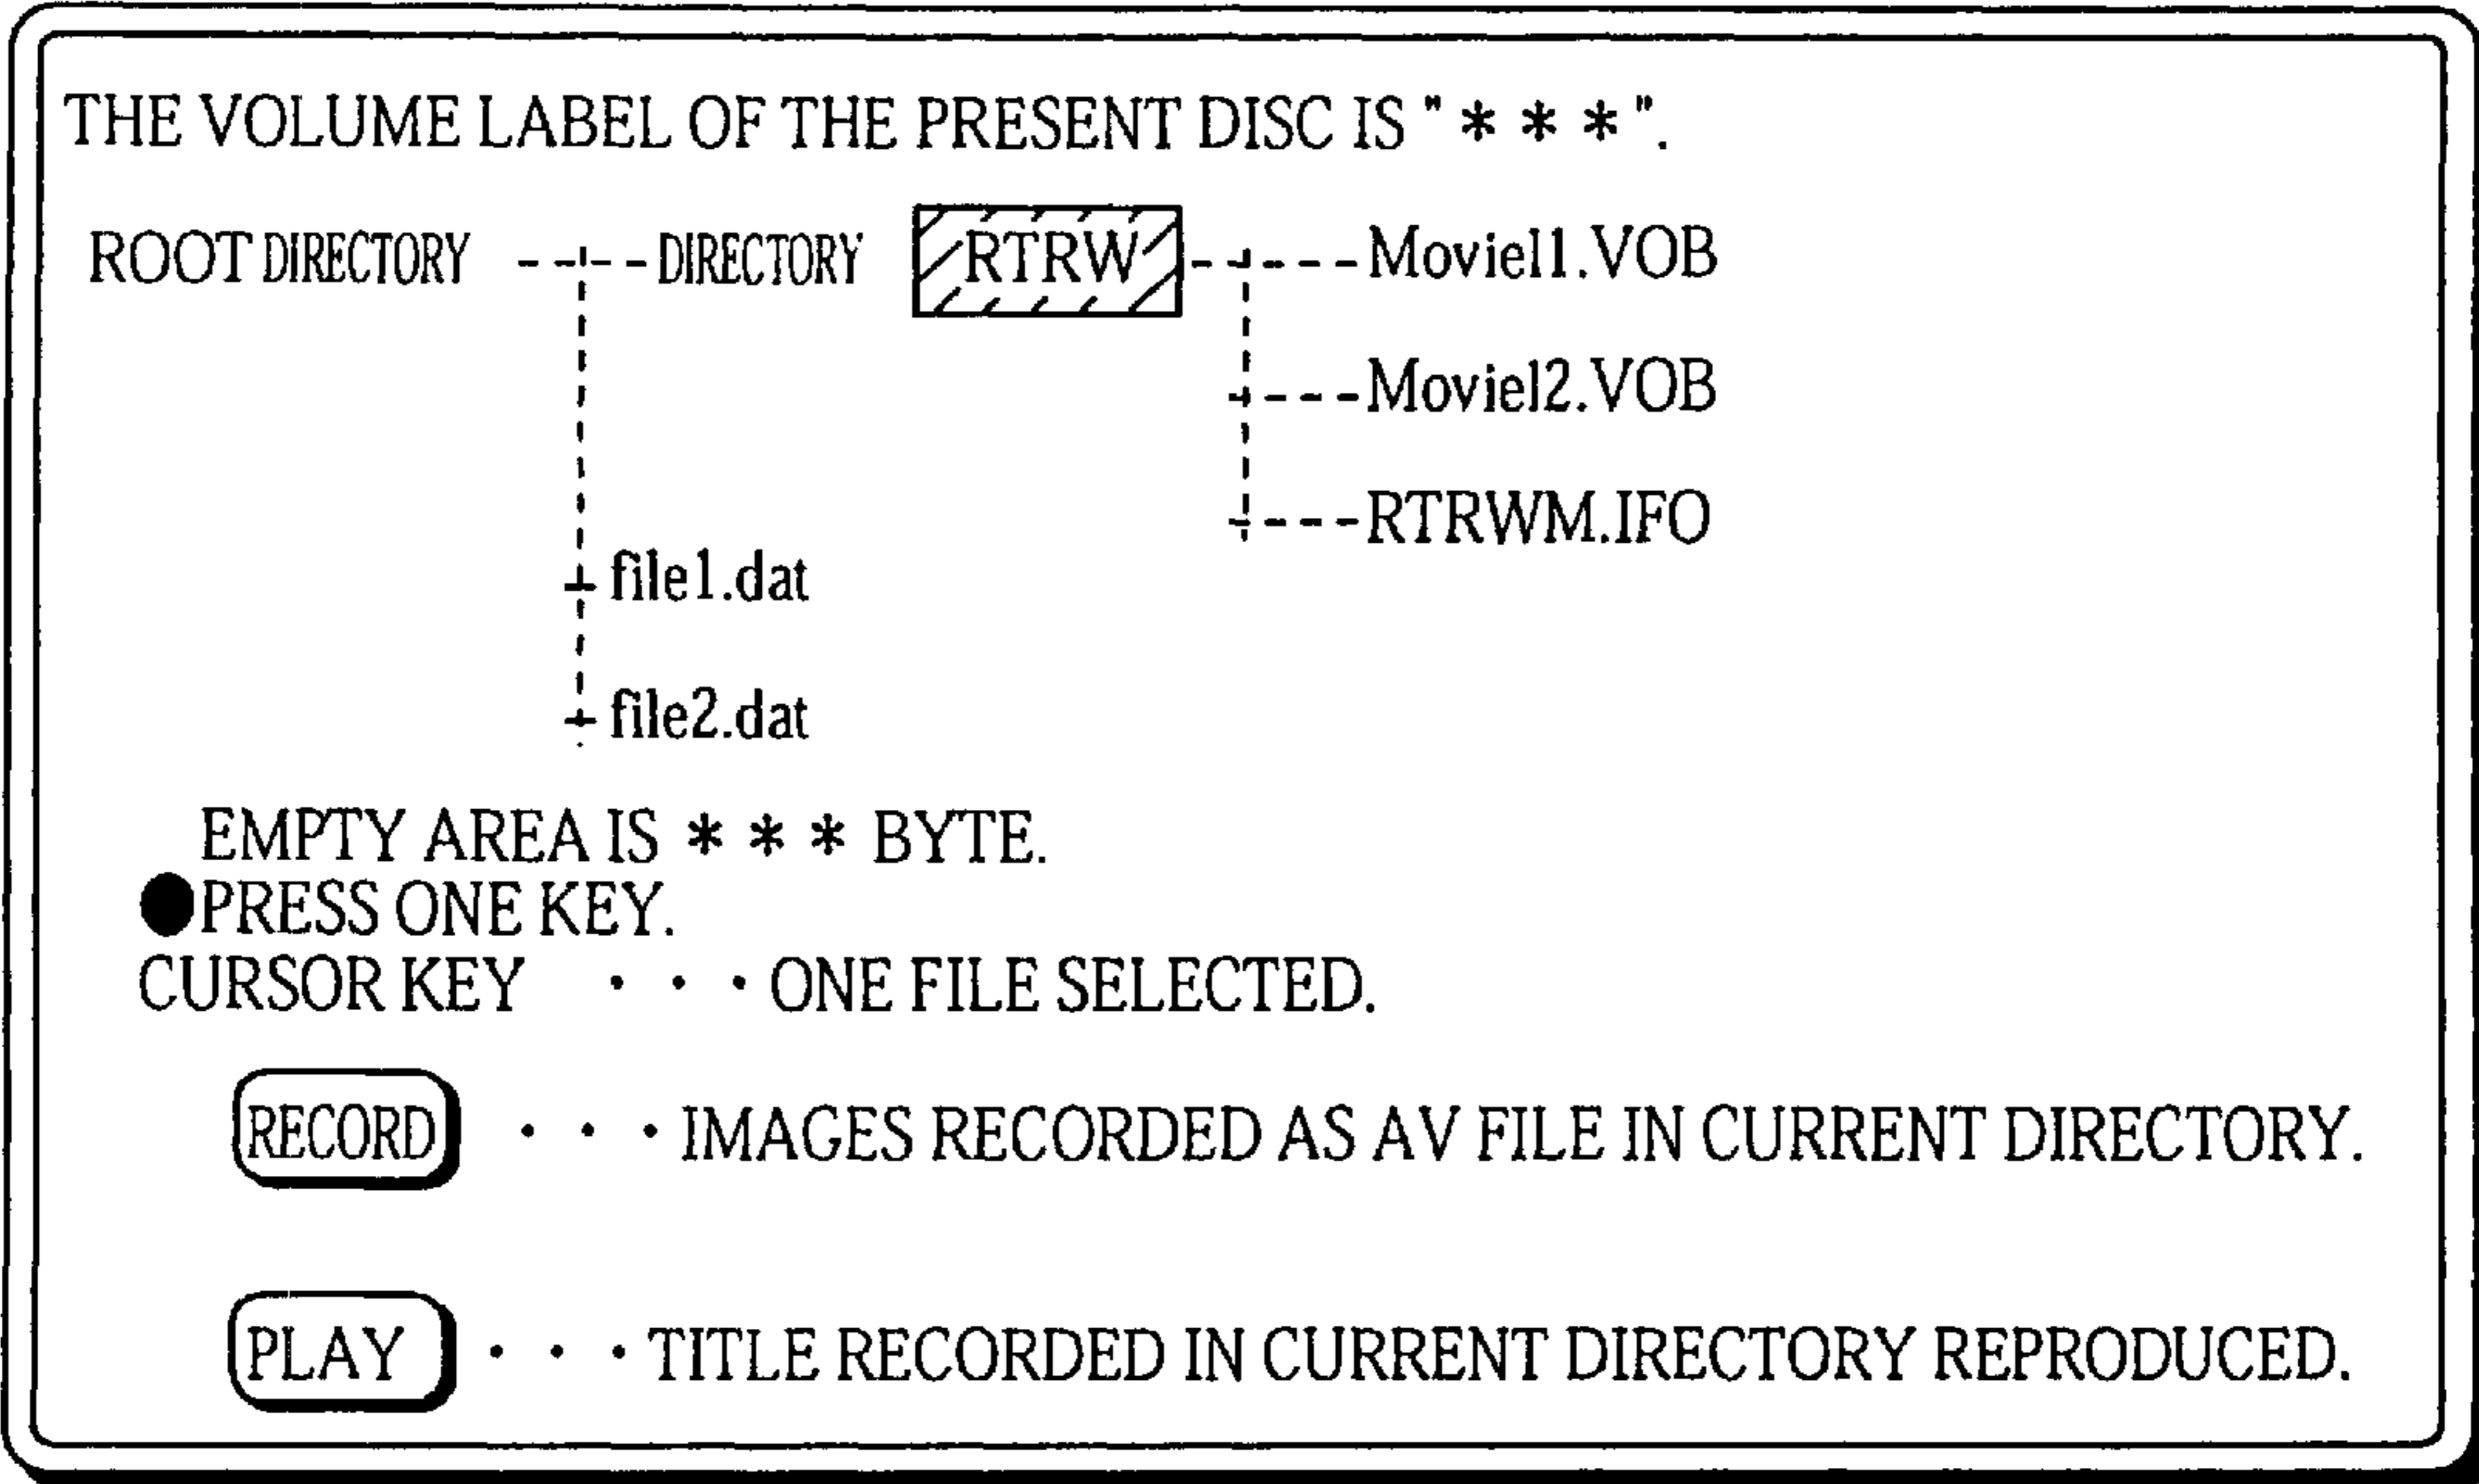 THE VOLUME LABEL OF THE PRESENT DISC IS "＊＊＊".
ROOT DIRECTORY DIRECTORY RTRW Movie11.VOB
Movie12.VOB
RTRWM.IFO
file1.dat
file2.dat
EMPTY AREA IS ＊＊＊ BYTE.
●PRESS ONE KEY.
CURSOR KEY ・・・ONE FILE SELECTED.
RECORD ・・・IMAGES RECORDED AS AV FILE IN CURRENT DIRECTORY.
PLAY ・・・TITLE RECORDED IN CURRENT DIRECTORY REPRODUCED.